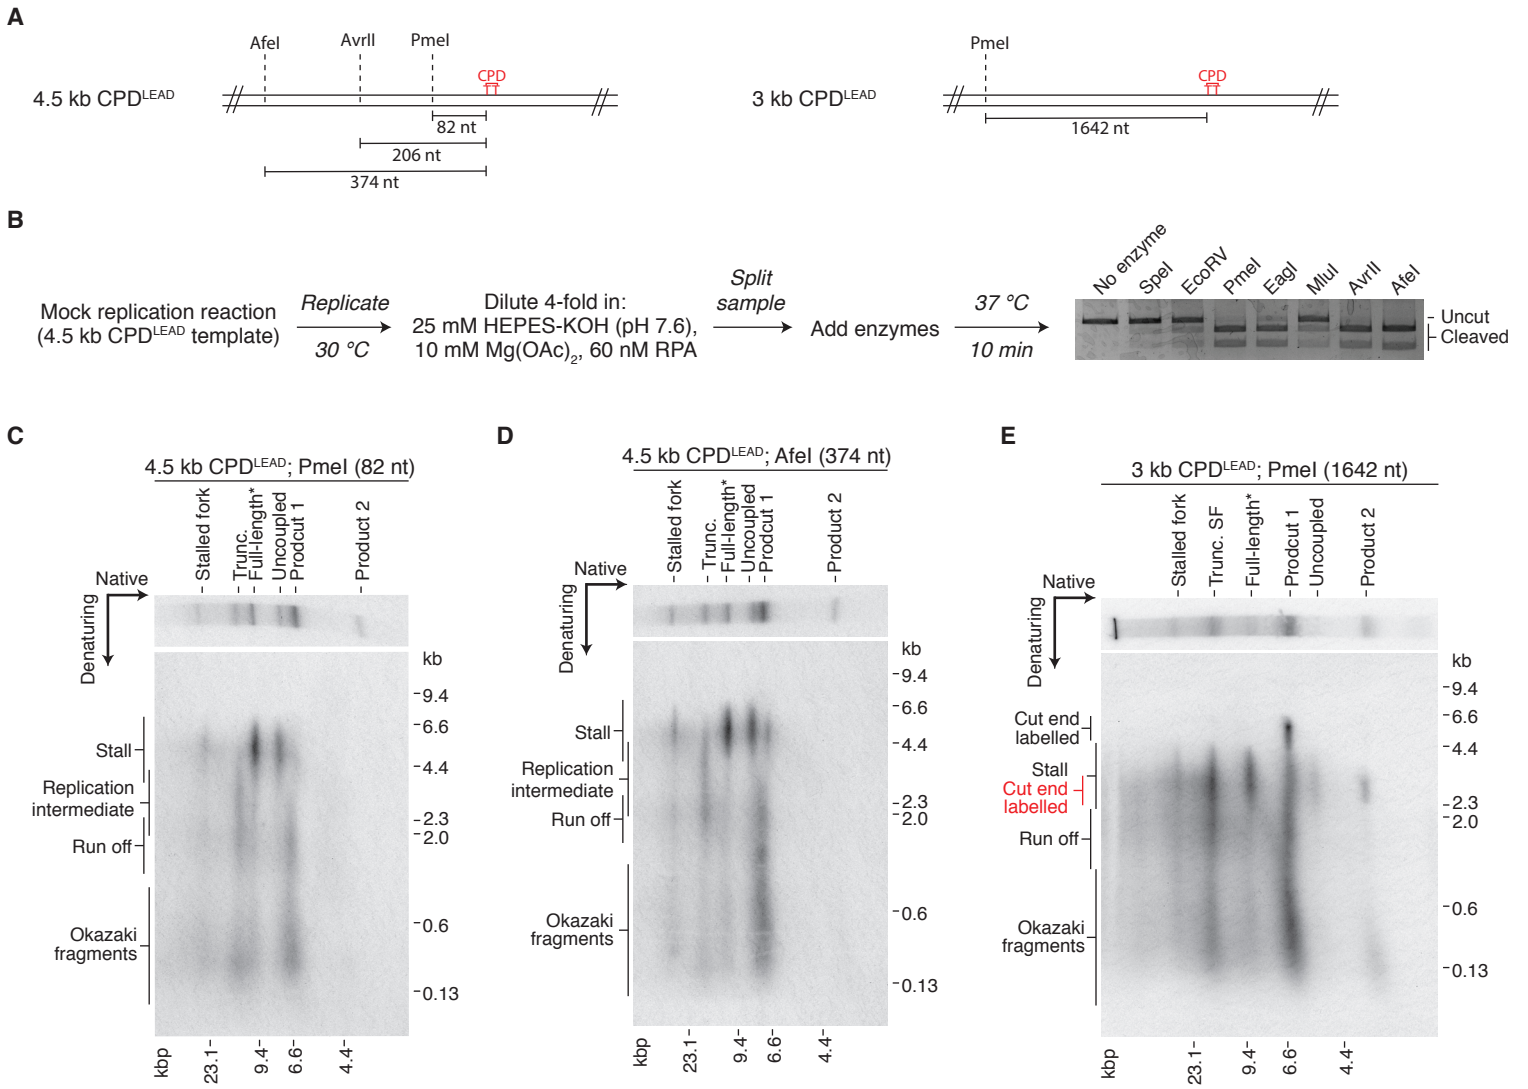 A
AfeI
AvrII
PmeI
CPD
4.5 kb CPDLEAD
82 nt
206 nt
374 nt
PmeI
CPD
3 kb CPDLEAD
1642 nt
B
Mock replication reaction
(4.5 kb CPDLEAD template)
Replicate
30 °C
Dilute 4-fold in:
25 mM HEPES-KOH (pH 7.6),
10 mM Mg(OAc)2, 60 nM RPA
Split
sample
Add enzymes
37 °C
10 min
No enzyme
SpeI
EcoRV
PmeI
EagI
MluI
AvrII
AfeI
Uncut
Cleaved
C
4.5 kb CPDLEAD; PmeI (82 nt)
Stalled fork
Trunc.
Full-length*
Uncoupled
Prodcut 1
Product 2
Native
Denaturing
kb
9.4
6.6
4.4
2.3
2.0
0.6
0.13
Stall
Replication
intermediate
Run off
Okazaki
fragments
kbp
23.1
9.4
6.6
4.4
D
4.5 kb CPDLEAD; AfeI (374 nt)
Stalled fork
Trunc.
Full-length*
Uncoupled
Prodcut 1
Product 2
Native
Denaturing
kb
9.4
6.6
4.4
2.3
2.0
0.6
0.13
Stall
Replication
intermediate
Run off
Okazaki
fragments
kbp
23.1
9.4
6.6
4.4
E
3 kb CPDLEAD; PmeI (1642 nt)
Stalled fork
Trunc. SF
Full-length*
Prodcut 1
Uncoupled
Product 2
Native
Denaturing
kb
9.4
6.6
4.4
2.3
2.0
0.6
0.13
Cut end
labelled
Stall
Cut end
labelled
Run off
Okazaki
fragments
kbp
23.1
9.4
6.6
4.4